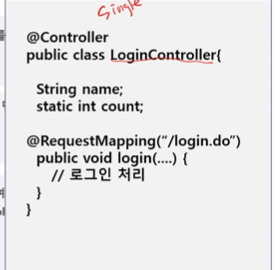 Single
@Controller
public class LoginController{
String name;
static int count;
@RequestMapping("/login.do")
public void login(....) {
// 로그인 처리
}
}